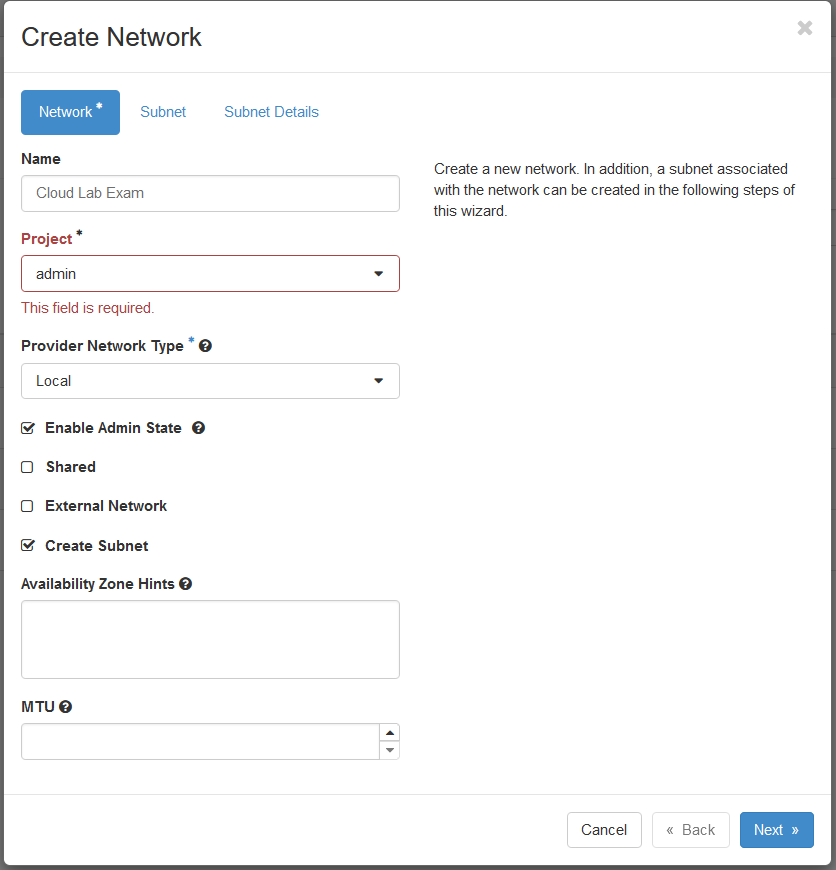 Create Network
×
Network *
Subnet
Subnet Details
Name
Cloud Lab Exam
Create a new network. In addition, a subnet associated
with the network can be created in the following steps of
this wizard.
Project *
admin
This field is required.
Provider Network Type * ?
Local
Enable Admin State ?
Shared
External Network
Create Subnet
Availability Zone Hints ?
MTU ?
Cancel
« Back
Next »